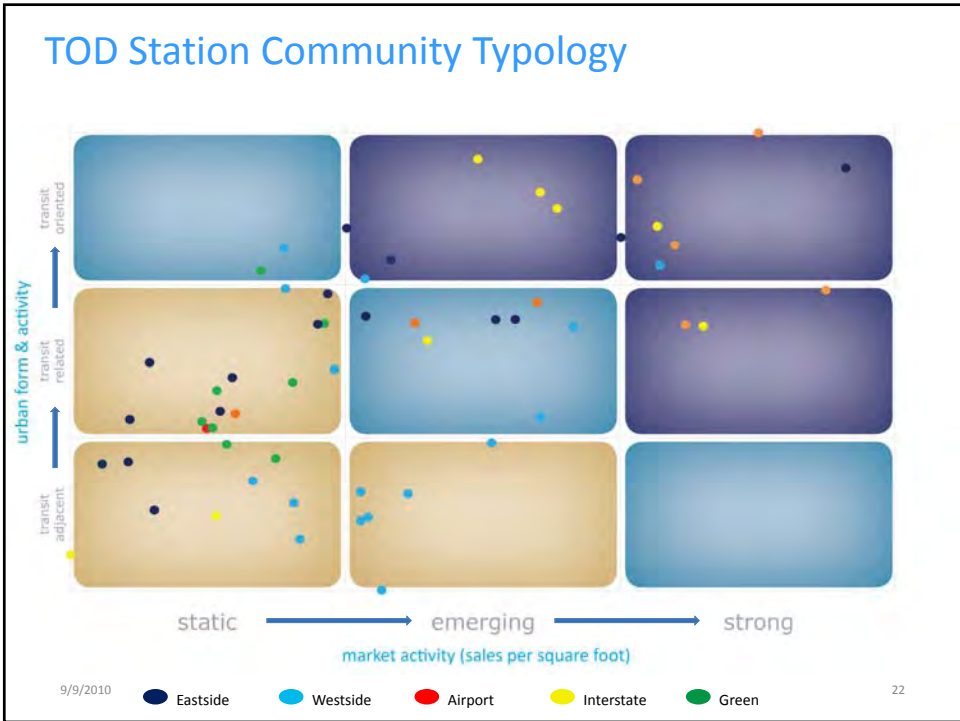 TOD Station Community Typology
urban form & activity
transit
oriented
transit
related
transit
adjacent
static
emerging
strong
market activity (sales per square foot)
9/9/2010
Eastside
Westside
Airport
Interstate
Green
22